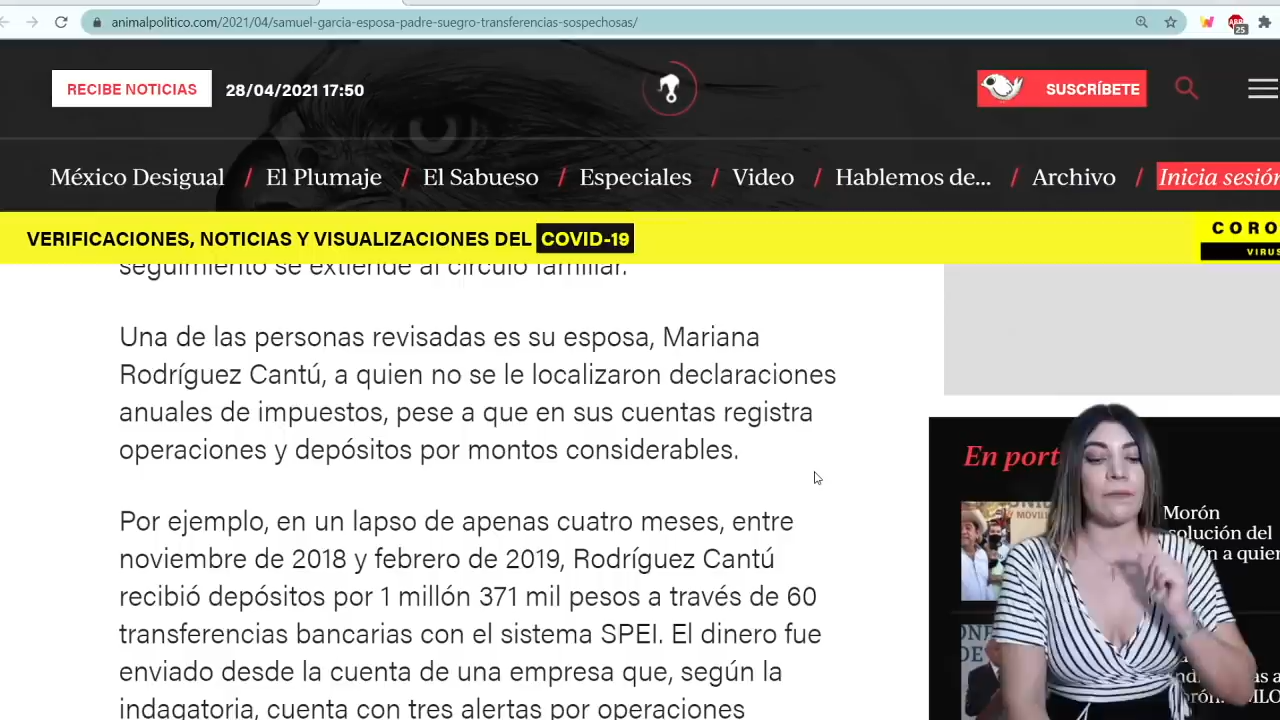 animalpolitico.com/2021/04/samuel-garcia-esposa-padre-suegro-transferencias-sospechosas/
25
RECIBE NOTICIAS
28/04/2021 17:50
SUSCRÍBETE
México Desigual / El Plumaje / El Sabueso / Especiales / Video / Hablemos de... / Archivo / Inicia sesión
VERIFICACIONES, NOTICIAS Y VISUALIZACIONES DEL COVID-19
CORO
VIRUS
seguimiento se extiende al círculo familiar.
Una de las personas revisadas es su esposa, Mariana
Rodríguez Cantú, a quien no se le localizaron declaraciones
anuales de impuestos, pese a que en sus cuentas registra
operaciones y depósitos por montos considerables.
Por ejemplo, en un lapso de apenas cuatro meses, entre
noviembre de 2018 y febrero de 2019, Rodríguez Cantú
recibió depósitos por 1 millón 371 mil pesos a través de 60
transferencias bancarias con el sistema SPEI. El dinero fue
enviado desde la cuenta de una empresa que, según la
indagatoria, cuenta con tres alertas por operaciones
En port
Morón
solución del
a quien